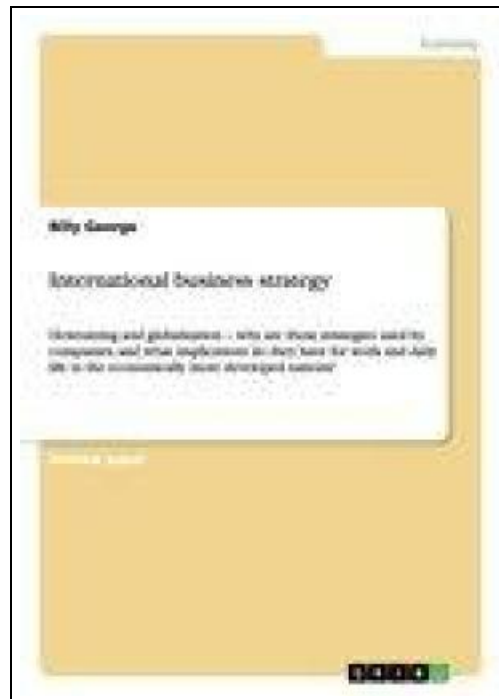 Billy George
International business strategy
Outsourcing and globalisation – why are these strategies used by
companies and what implications do they have for work and daily
life in the economically more developed nations?
G R I N